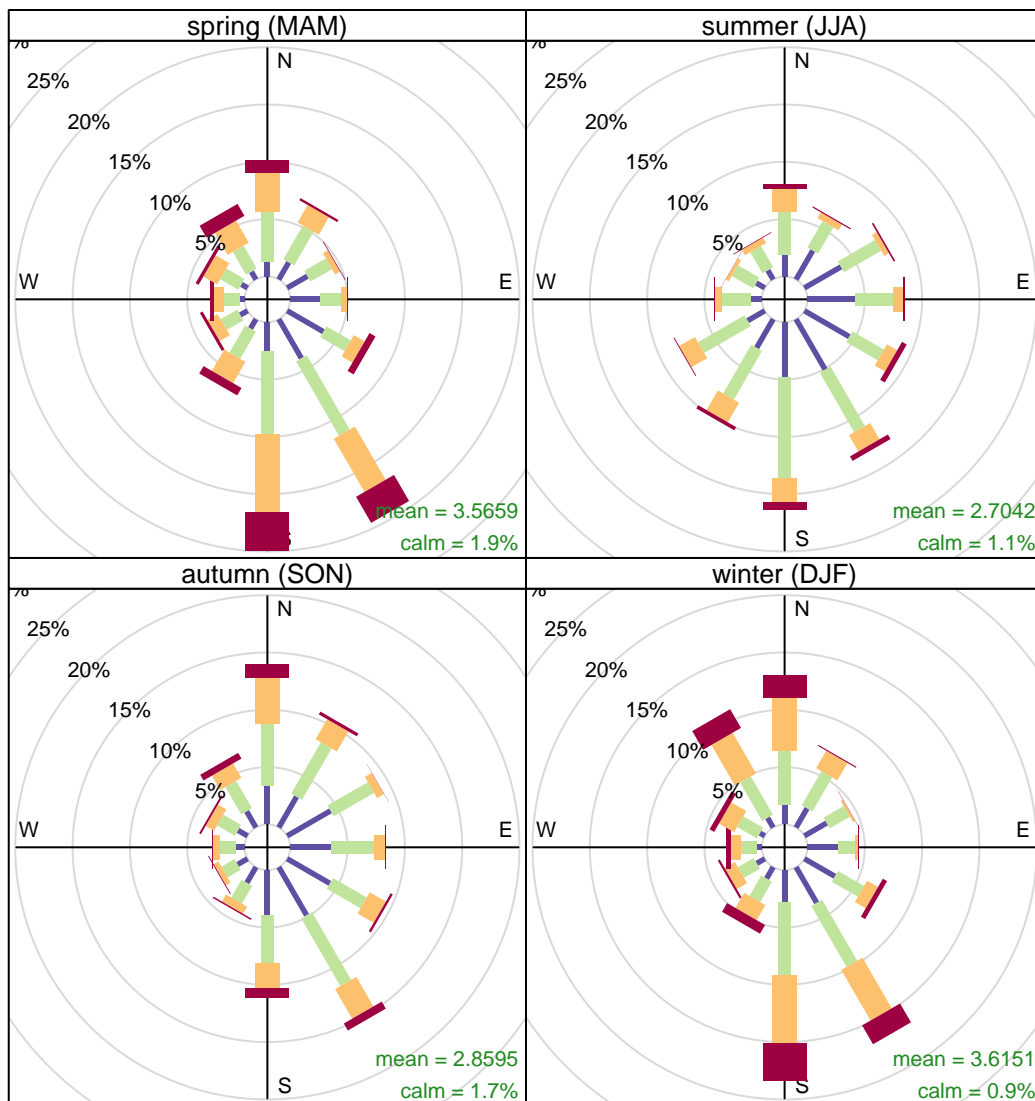 spring (MAM)
%
N
25%
20%
15%
10%
5%
W
E
mean = 3.5659
S
calm = 1.9%
summer (JJA)
%
N
25%
20%
15%
10%
5%
W
E
mean = 2.7042
S
calm = 1.1%
autumn (SON)
%
N
25%
20%
15%
10%
5%
W
E
mean = 2.8595
S
calm = 1.7%
winter (DJF)
%
N
25%
20%
15%
10%
5%
W
E
mean = 3.6151
S
calm = 0.9%